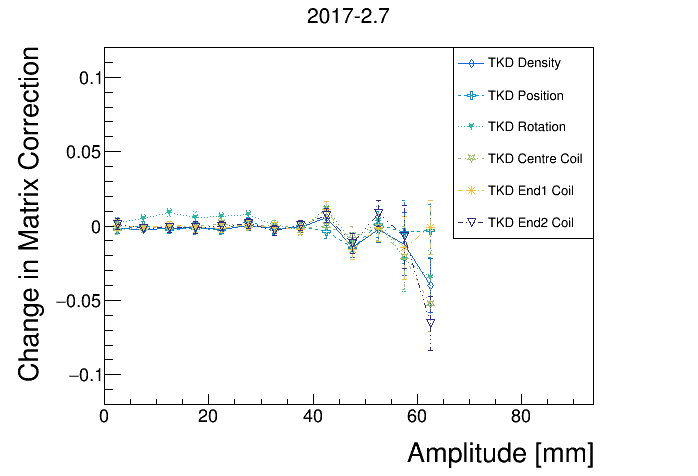 2017-2.7
Change in Matrix Correction
0.1
0.05
0
−0.05
−0.1
TKD Density
TKD Position
TKD Rotation
TKD Centre Coil
TKD End1 Coil
TKD End2 Coil
0 20 40 60 80
Amplitude [mm]